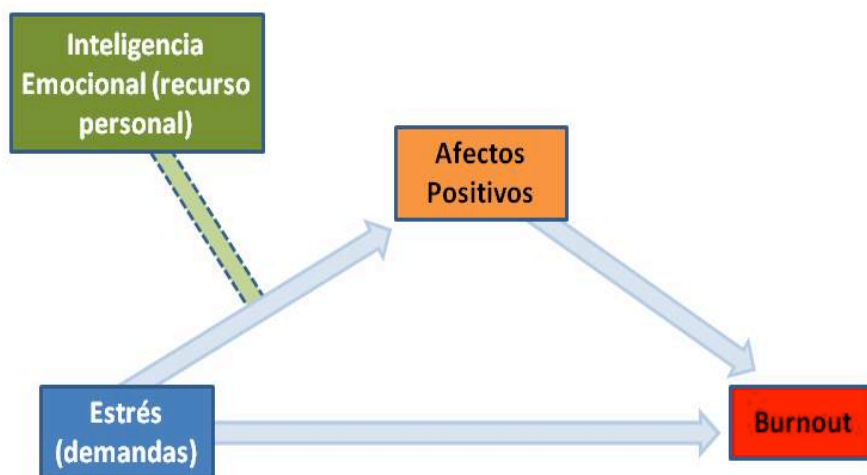 Inteligencia
Emocional (recurso
personal)
Afectos
Positivos
Estrés
(demandas)
Burnout